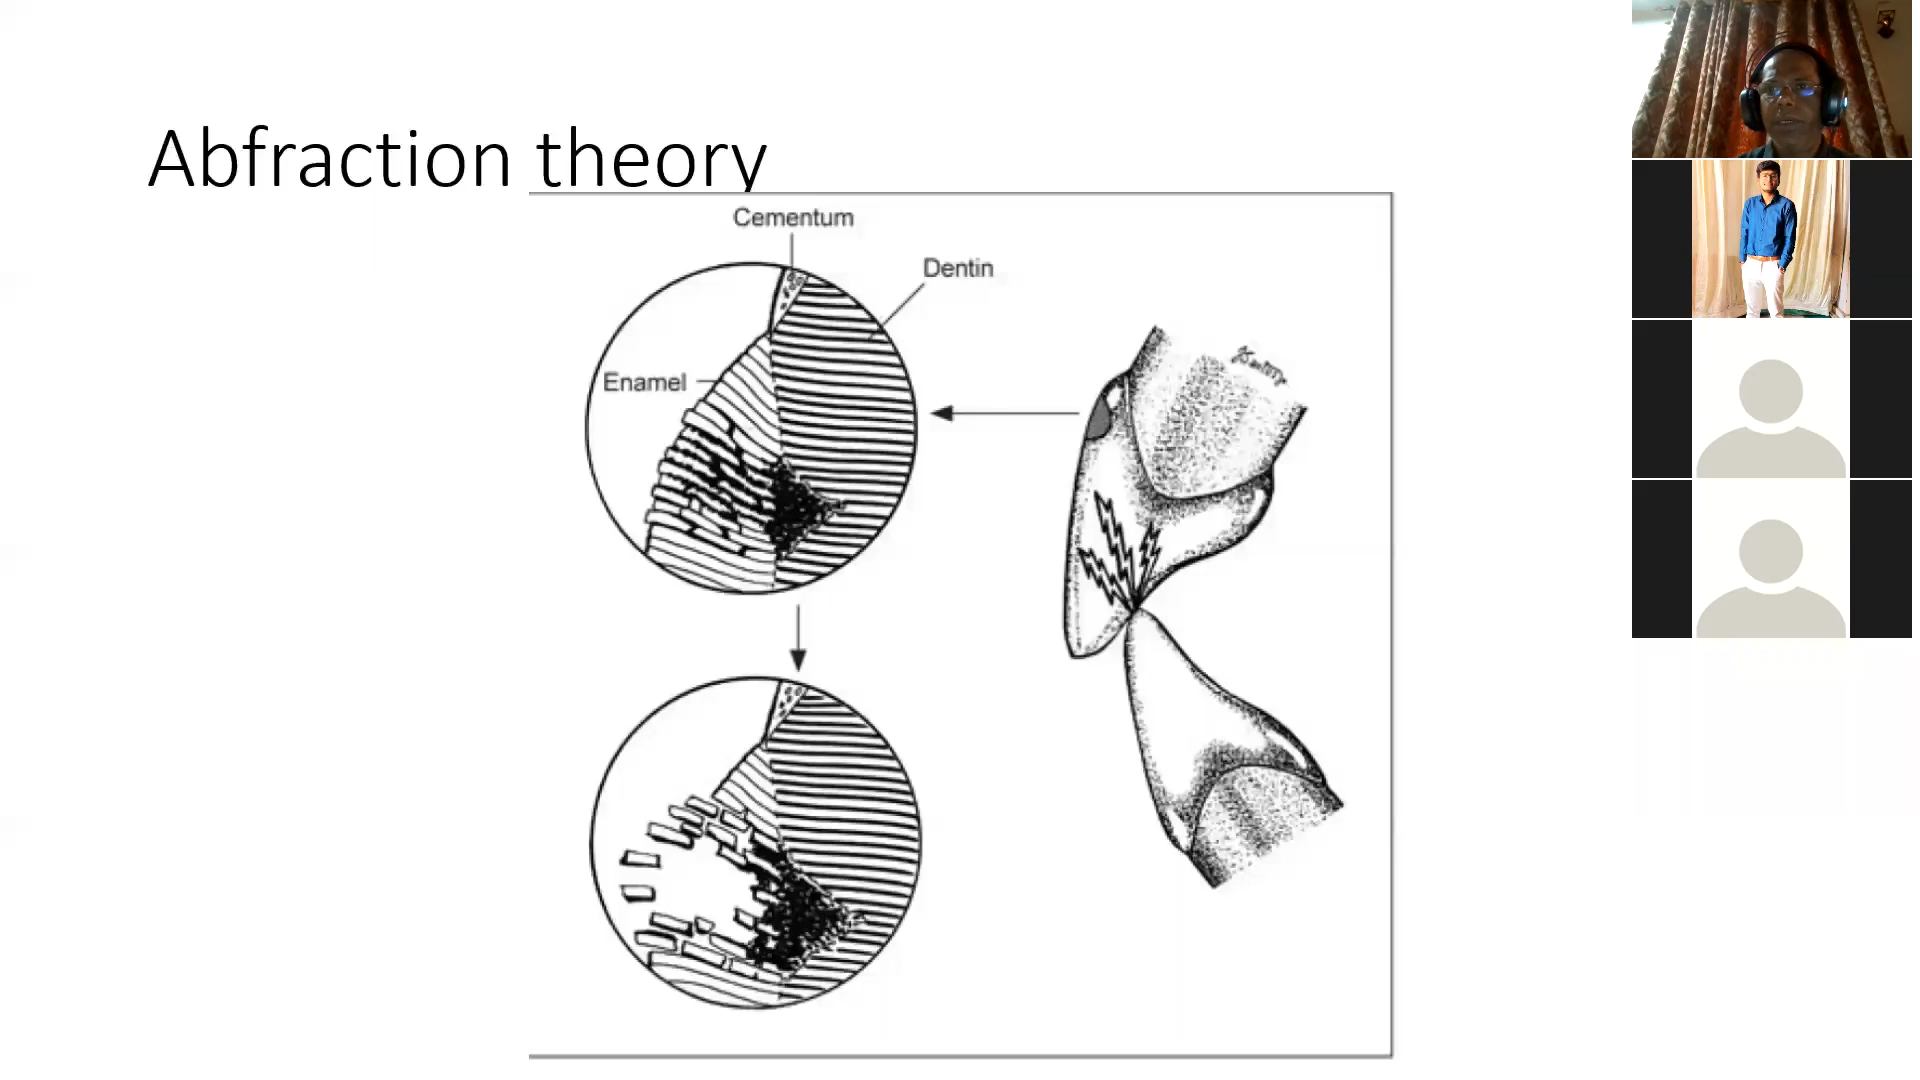 Abfraction theory
Cementum
Dentin
Enamel